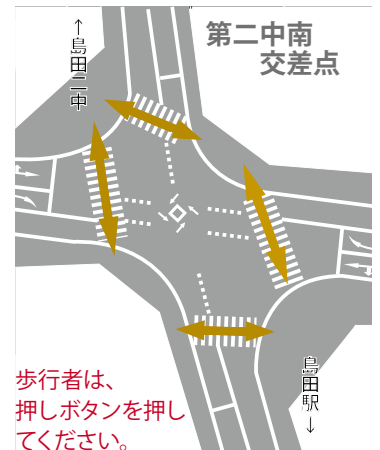 第二中南
交差点
↑島田二中
島田駅↓
歩行者は、
押しボタンを押し
てください。